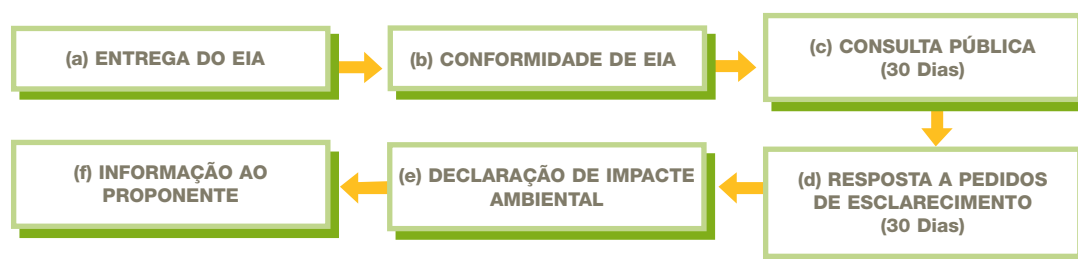 (a) ENTREGA DO EIA
(b) CONFORMIDADE DE EIA
(c) CONSULTA PÚBLICA
(30 Dias)
(d) RESPOSTA A PEDIDOS
DE ESCLARECIMENTO
(30 Dias)
(e) DECLARAÇÃO DE IMPACTE
AMBIENTAL
(f) INFORMAÇÃO AO
PROPONENTE